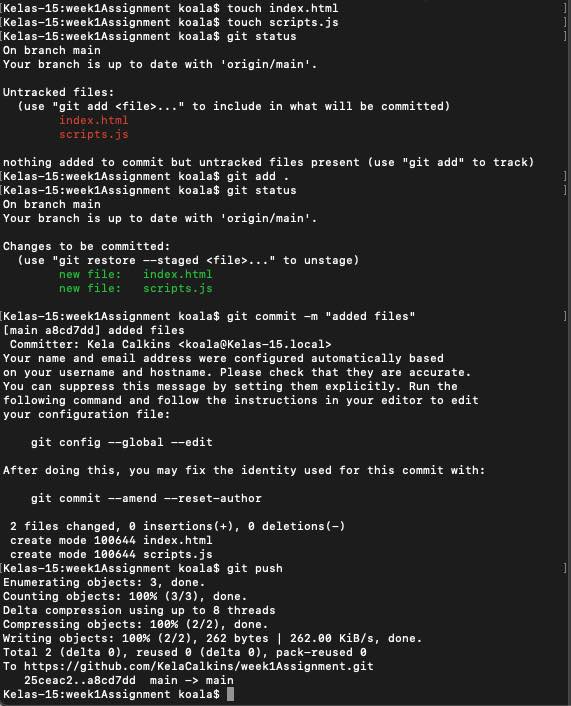 [Kelas-15:week1Assignment koala$ touch index.html ]
[Kelas-15:week1Assignment koala$ touch scripts.js ]
[Kelas-15:week1Assignment koala$ git status ]
On branch main
Your branch is up to date with 'origin/main'.

Untracked files:
  (use "git add <file>..." to include in what will be committed)
        index.html
        scripts.js

nothing added to commit but untracked files present (use "git add" to track)
[Kelas-15:week1Assignment koala$ git add . ]
[Kelas-15:week1Assignment koala$ git status ]
On branch main
Your branch is up to date with 'origin/main'.

Changes to be committed:
  (use "git restore --staged <file>..." to unstage)
        new file:   index.html
        new file:   scripts.js

[Kelas-15:week1Assignment koala$ git commit -m "added files" ]
[main a8cd7dd] added files
 Committer: Kela Calkins <koala@Kelas-15.local>
Your name and email address were configured automatically based
on your username and hostname. Please check that they are accurate.
You can suppress this message by setting them explicitly. Run the
following command and follow the instructions in your editor to edit
your configuration file:

    git config --global --edit

After doing this, you may fix the identity used for this commit with:

    git commit --amend --reset-author

 2 files changed, 0 insertions(+), 0 deletions(-)
 create mode 100644 index.html
 create mode 100644 scripts.js
[Kelas-15:week1Assignment koala$ git push ]
Enumerating objects: 3, done.
Counting objects: 100% (3/3), done.
Delta compression using up to 8 threads
Compressing objects: 100% (2/2), done.
Writing objects: 100% (2/2), 262 bytes | 262.00 KiB/s, done.
Total 2 (delta 0), reused 0 (delta 0), pack-reused 0
To https://github.com/KelaCalkins/week1Assignment.git
   25ceac2..a8cd7dd  main -> main
Kelas-15:week1Assignment koala$